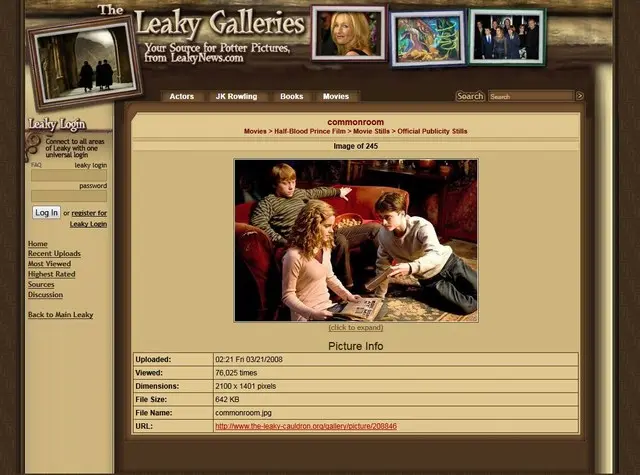 The
Leaky Galleries
Your Source for Potter Pictures,
from LeakyNews.com
Actors JK Rowling Books Movies
Search Search >
Leaky Login
Connect to all areas
of Leaky with one
universal login
FAQ leaky login
password
Log In or register for
Leaky Login
Home
Recent Uploads
Most Viewed
Highest Rated
Sources
Discussion
Back to Main Leaky
commonroom
Movies > Half-Blood Prince Film > Movie Stills > Official Publicity Stills
Image of 245
(click to expand)
Picture Info
Uploaded: 02:21 Fri 03/21/2008
Viewed: 76,025 times
Dimensions: 2100 x 1401 pixels
File Size: 642 KB
File Name: commonroom.jpg
URL: http://www.the-leaky-cauldron.org/gallery/picture/208846